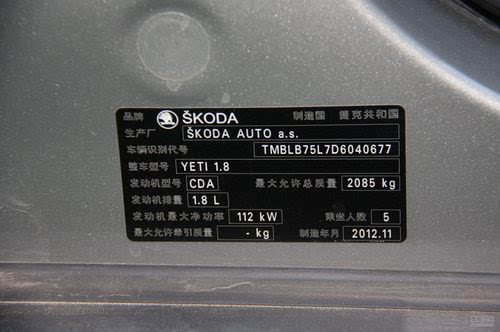 品牌 ŠKODA 制造国 捷克共和国
生产厂 ŠKODA AUTO a.s.
车辆识别代号 TMBLB75L7D6040677
整车型号 YETI 1.8
发动机型号 CDA 最大允许总质量 2085 kg
发动机排量 1.8 L
发动机最大净功率 112 kW 乘坐人数 5
最大允许牵引质量 - kg 制造年月 2012.11